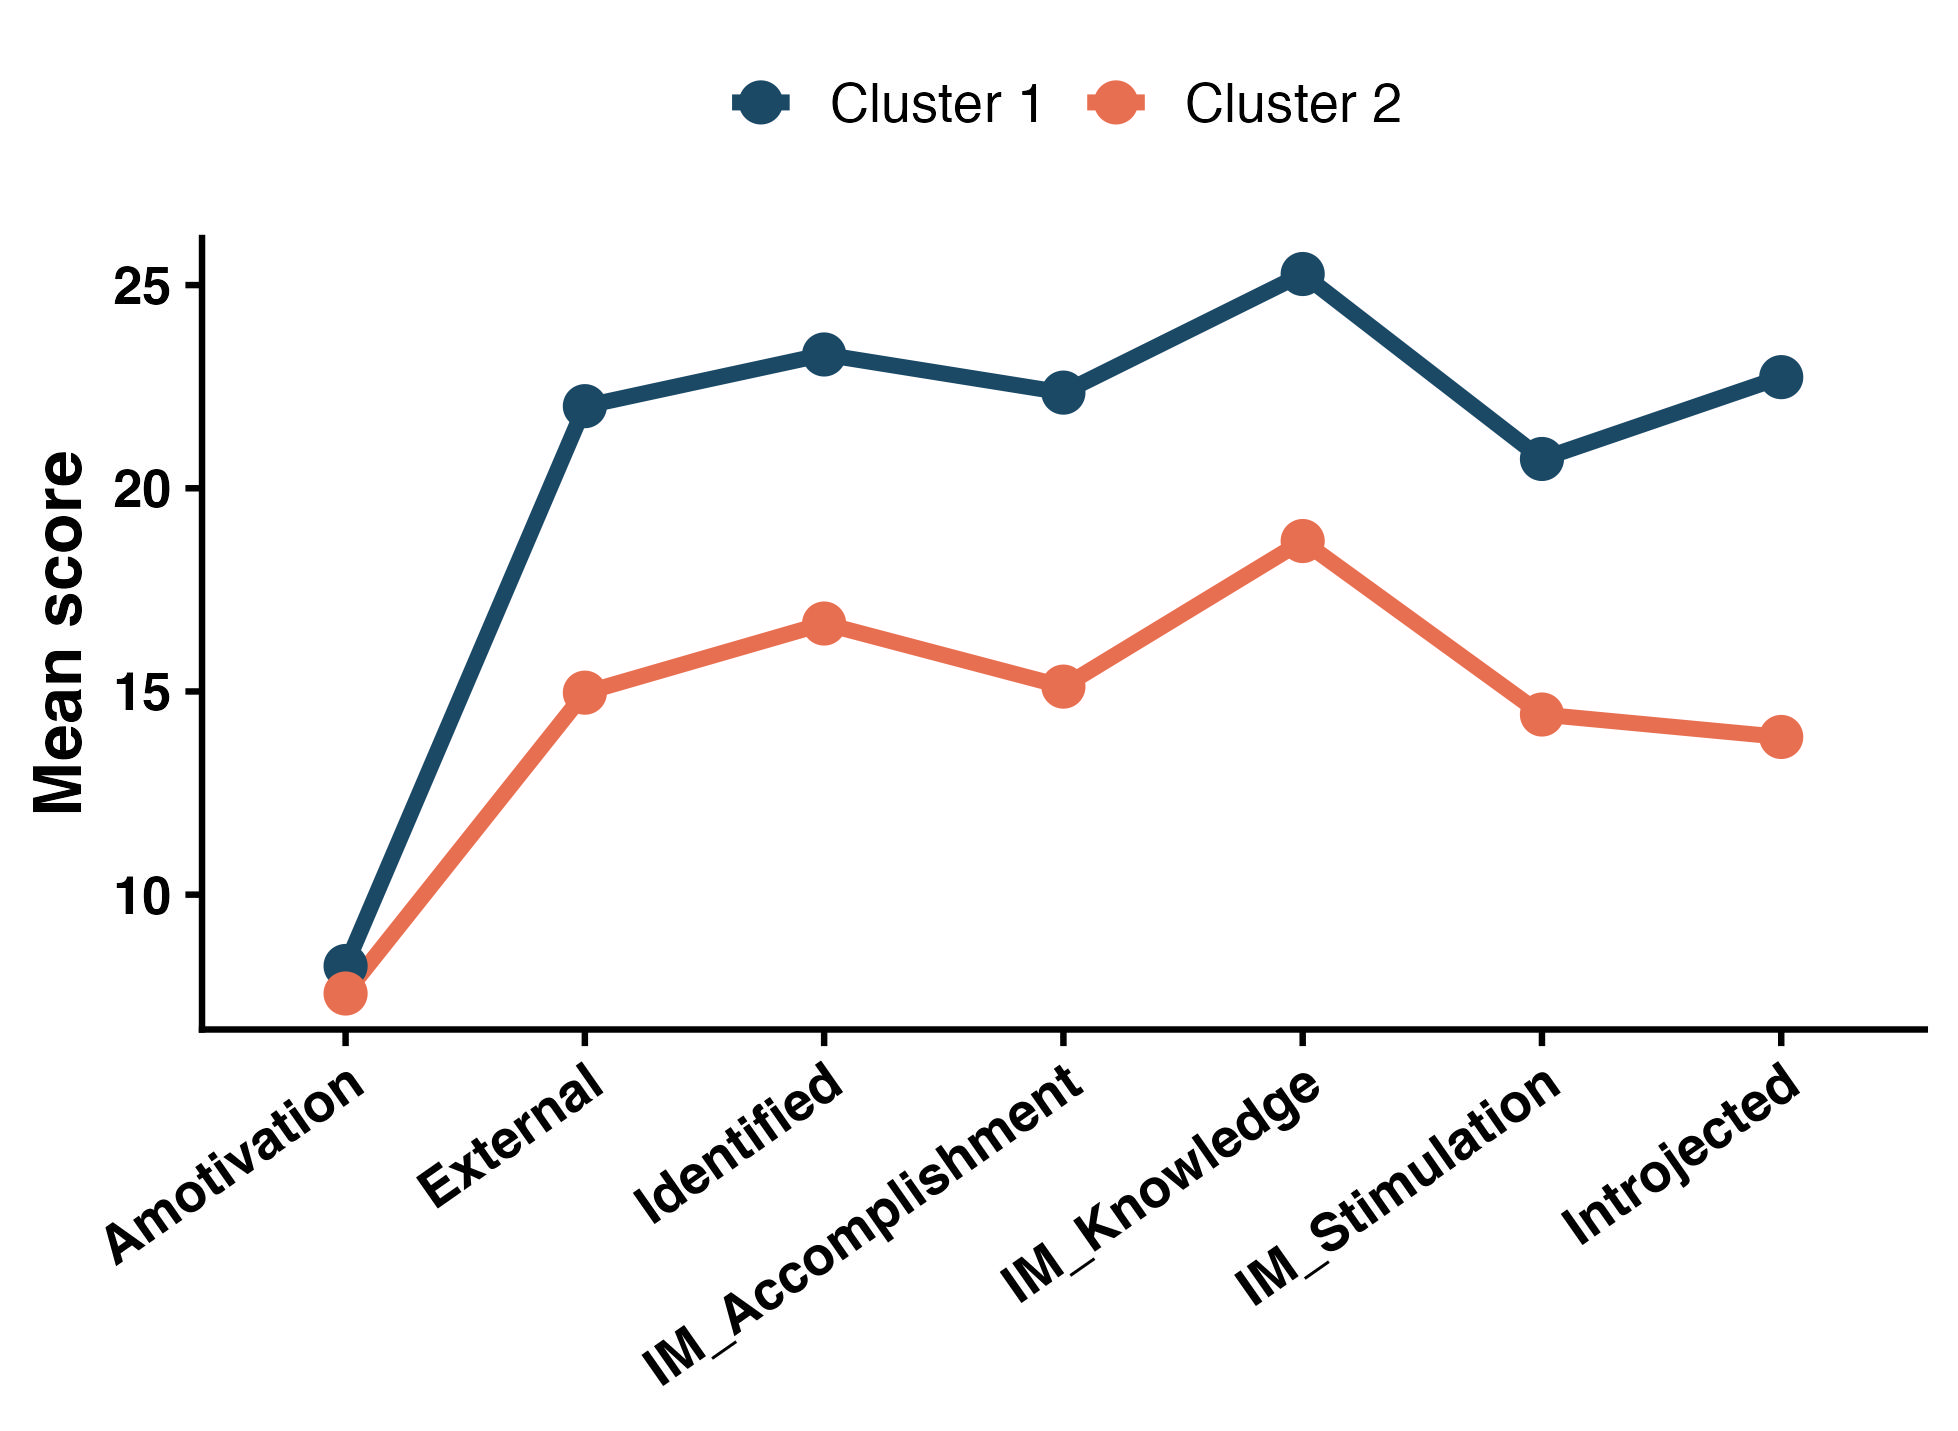 Cluster 1 Cluster 2
Mean score
25
20
15
10
Amotivation
External
Identified
IM_Accomplishment
IM_Knowledge
IM_Stimulation
Introjected